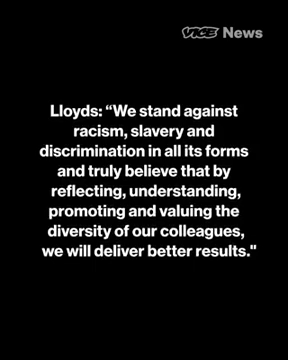 VICE News
Lloyds: “We stand against
racism, slavery and
discrimination in all its forms
and truly believe that by
reflecting, understanding,
promoting and valuing the
diversity of our colleagues,
we will deliver better results."